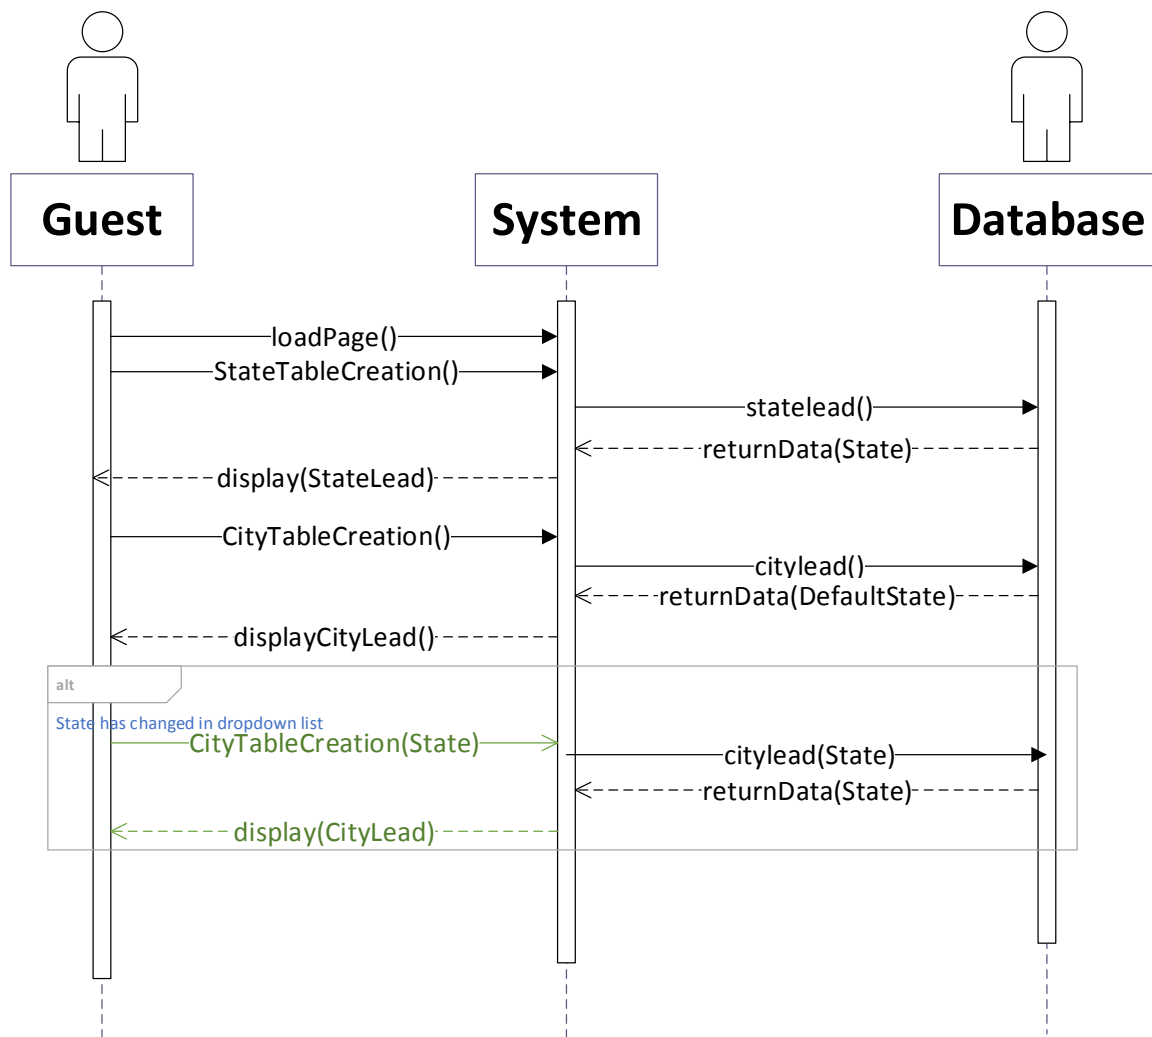 Guest
System
Database
loadPage()
StateTableCreation()
statelead()
returnData(State)
display(StateLead)
CityTableCreation()
citylead()
returnData(DefaultState)
displayCityLead()
alt
State has changed in dropdown list
CityTableCreation(State)
citylead(State)
returnData(State)
display(CityLead)